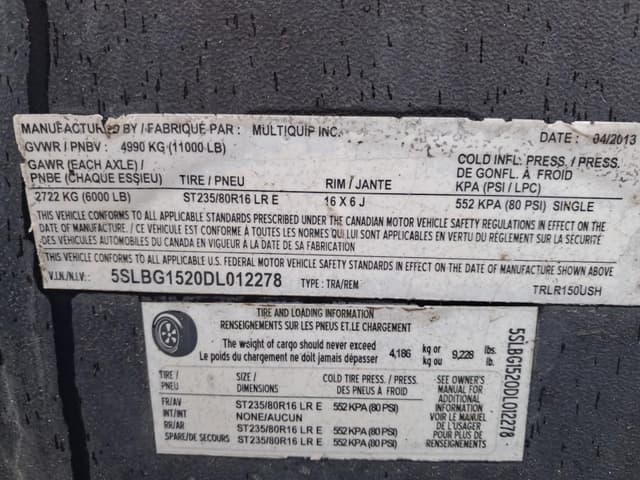 MANUFACTURED BY / FABRIQUE PAR : MULTIQUIP INC. DATE : 04/2013
GVWR / PNBV : 4990 KG (11000 LB)
GAWR (EACH AXLE) / COLD INFL. PRESS. / PRESS.
DE GONFL. À FROID
PNBE (CHAQUE ESSIEU) TIRE / PNEU RIM / JANTE KPA (PSI / LPC)
2722 KG (6000 LB) ST235/80R16 LR E 16 X 6 J 552 KPA (80 PSI) SINGLE
THIS VEHICLE CONFORMS TO ALL APPLICABLE STANDARDS PRESCRIBED UNDER THE CANADIAN MOTOR VEHICLE SAFETY REGULATIONS IN EFFECT ON THE
DATE OF MANUFACTURE. / CE VÉHICULE EST CONFORME À TOUTES LES NORMES QUI LUI SONT APPLICABLES EN VERTU DU RÈGLEMENT SUR LA SÉCURITÉ
DES VÉHICULES AUTOMOBILES DU CANADA EN VIGUEUR À LA DATE DE SA FABRICATION
THIS VEHICLE CONFORMS TO ALL APPLICABLE U.S. FEDERAL MOTOR VEHICLE SAFETY STANDARDS IN EFFECT ON THE DATE OF MANUFACTURE SHOWN ABOVE.
V.I.N./N.I.V.: 5SLBG1520DL012278 TYPE : TRA/REM TRLR150USH
TIRE AND LOADING INFORMATION
RENSEIGNEMENTS SUR LES PNEUS ET LE CHARGEMENT
The weight of cargo should never exceed
Le poids du chargement ne doit jamais dépasser 4,186 kg or kg ou 9,228 lbs. lb.
TIRE / PNEU SIZE / DIMENSIONS COLD TIRE PRESS. / PRESS. DES PNEUS À FROID
FR/AV ST235/80R16 LR E 552 KPA (80 PSI)
INT/INT NONE/AUCUN
RR/AR ST235/80R16 LR E 552 KPA (80 PSI)
SPARE/DE SECOURS ST235/80R16 LR E 552 KPA (80 PSI)
SEE OWNER'S
MANUAL FOR
ADDITIONAL
INFORMATION
VOIR LE MANUEL
DE L'USAGER
POUR PLUS DE
RENSEIGNEMENTS
5SLBG1520DL012278